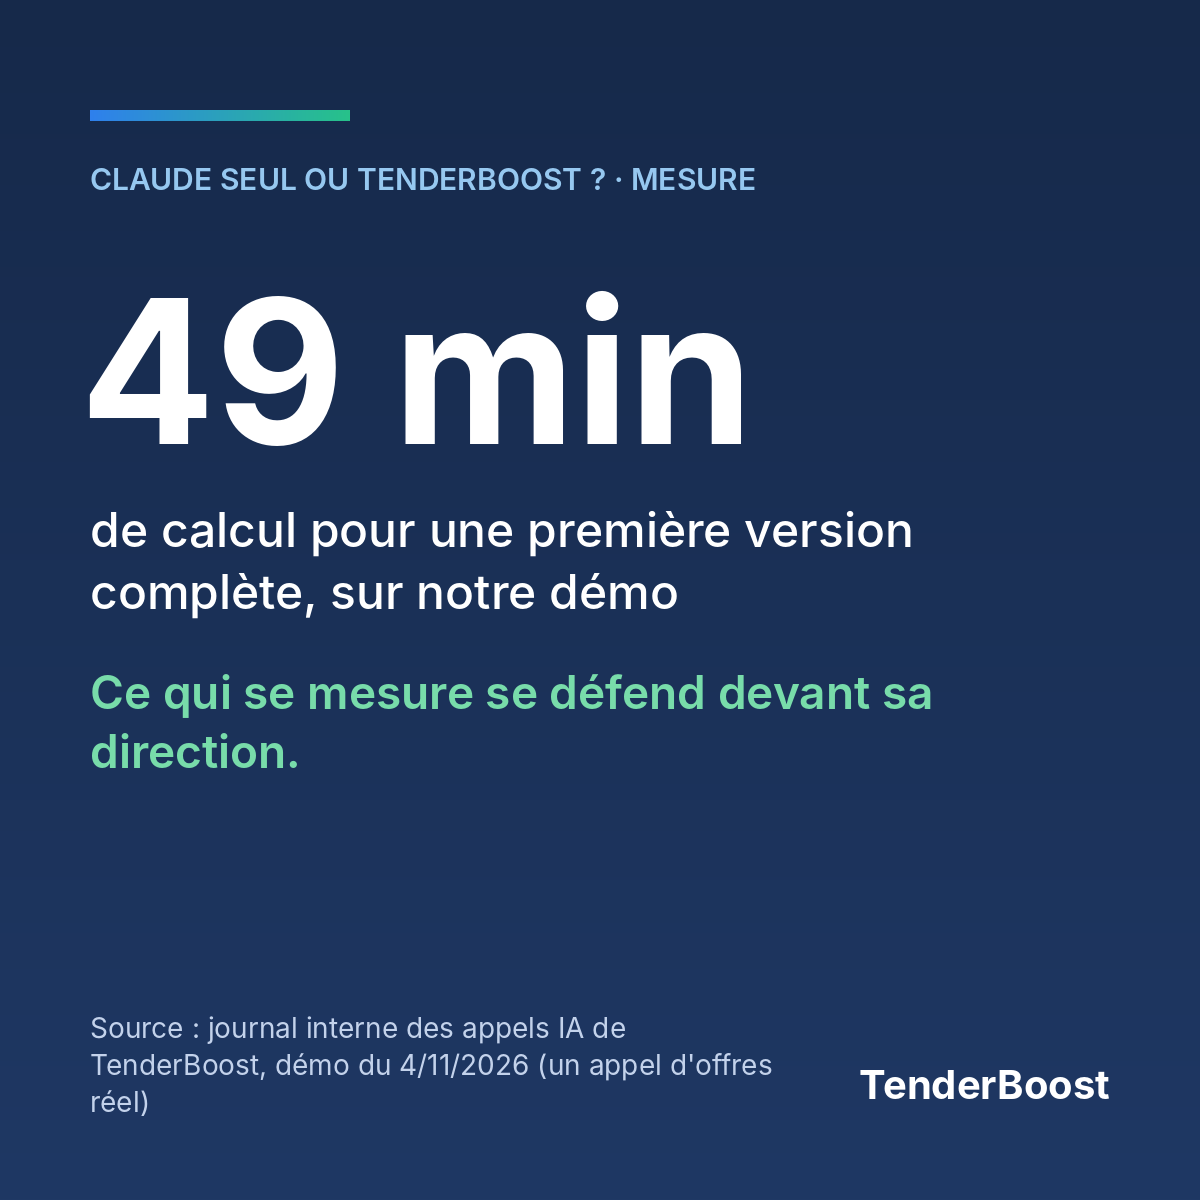 CLAUDE SEUL OU TENDERBOOST ? · MESURE
49 min
de calcul pour une première version
complète, sur notre démo
Ce qui se mesure se défend devant sa
direction.
Source : journal interne des appels IA de
TenderBoost, démo du 4/11/2026 (un appel d'offres
réel)
TenderBoost